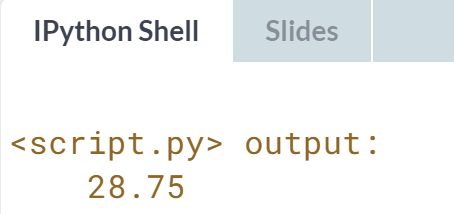 IPython Shell Slides
<script.py> output:
28.75